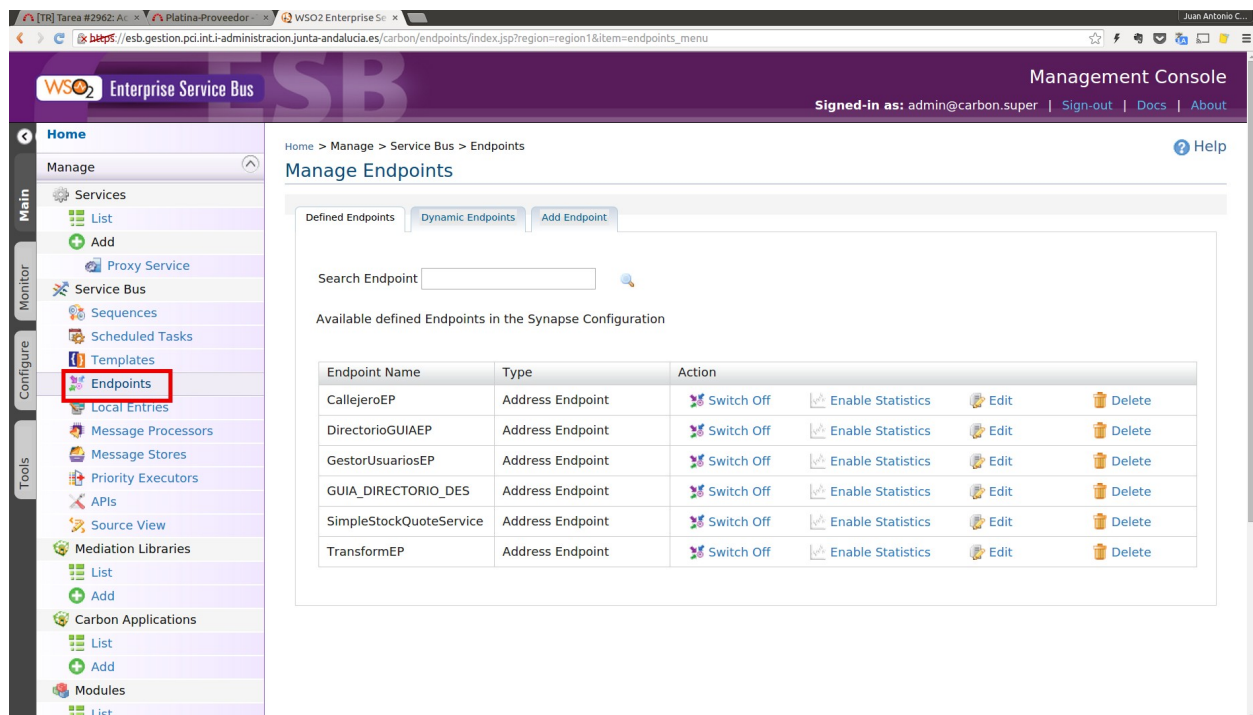 [TR] Tarea #2962: Ac
Platina-Proveedor -
WSO2 Enterprise Se
Juan Antonio C...
https://esb.gestion.pci.int.i-administracion.junta-andalucia.es/carbon/endpoints/index.jsp?region=region1&item=endpoints_menu
WSO2 Enterprise Service Bus
ESB
Management Console
Signed-in as: admin@carbon.super | Sign-out | Docs | About
Main
Monitor
Configure
Tools
Home
Manage
Services
List
Add
Proxy Service
Service Bus
Sequences
Scheduled Tasks
Templates
Endpoints
Local Entries
Message Processors
Message Stores
Priority Executors
APIs
Source View
Mediation Libraries
List
Add
Carbon Applications
List
Add
Modules
List
Home > Manage > Service Bus > Endpoints
Help
Manage Endpoints
Defined Endpoints Dynamic Endpoints Add Endpoint
Search Endpoint
Available defined Endpoints in the Synapse Configuration
Endpoint Name Type Action
CallejeroEP Address Endpoint Switch Off Enable Statistics Edit Delete
DirectorioGUIAEP Address Endpoint Switch Off Enable Statistics Edit Delete
GestorUsuariosEP Address Endpoint Switch Off Enable Statistics Edit Delete
GUIA_DIRECTORIO_DES Address Endpoint Switch Off Enable Statistics Edit Delete
SimpleStockQuoteService Address Endpoint Switch Off Enable Statistics Edit Delete
TransformEP Address Endpoint Switch Off Enable Statistics Edit Delete